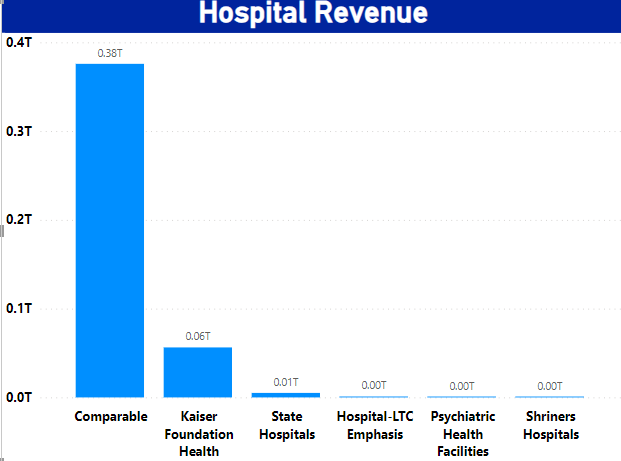 Hospital Revenue
0.4T
0.38T
0.3T
0.2T
0.1T
0.06T
0.01T
0.00T
0.00T
0.00T
0.0T
Comparable
Kaiser
Foundation
Health
State
Hospitals
Hospital-LTC
Emphasis
Psychiatric
Health
Facilities
Shriners
Hospitals